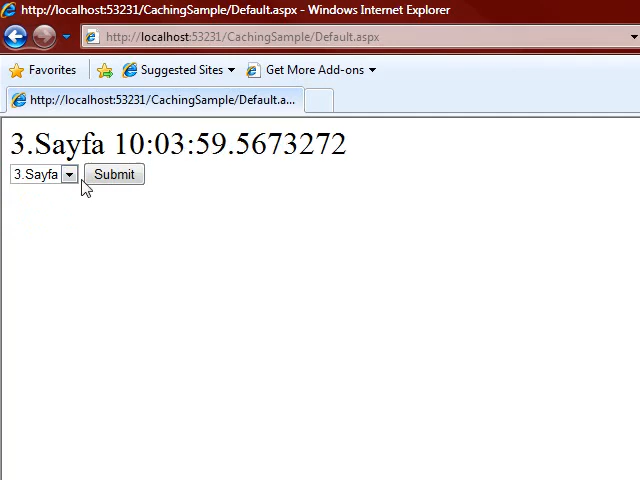 http://localhost:53231/CachingSample/Default.aspx - Windows Internet Explorer
http://localhost:53231/CachingSample/Default.aspx
Favorites Suggested Sites Get More Add-ons
http://localhost:53231/CachingSample/Default.a...
3.Sayfa 10:03:59.5673272
3.Sayfa Submit